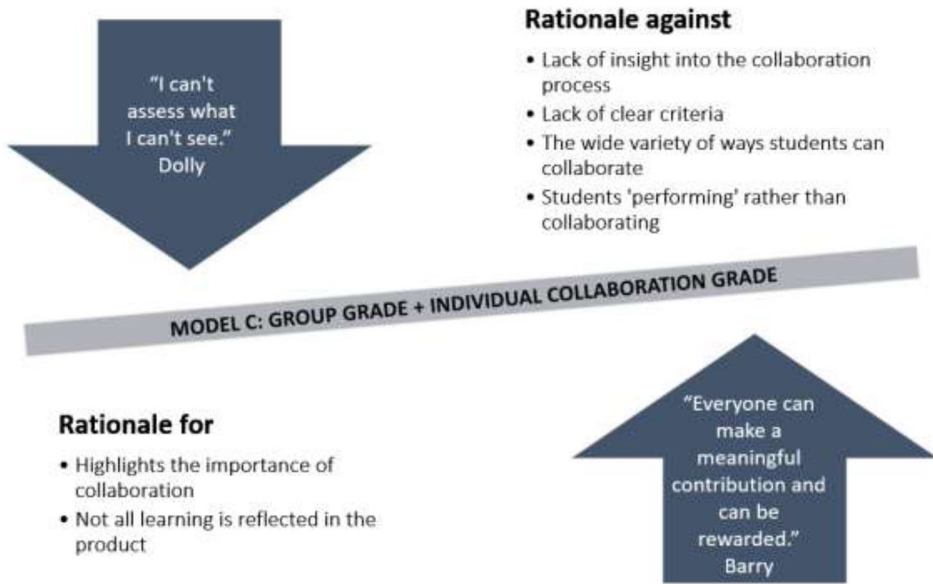 "I can't
assess what
I can't see."
Dolly
Rationale against
• Lack of insight into the collaboration
process
• Lack of clear criteria
• The wide variety of ways students can
collaborate
• Students 'performing' rather than
collaborating
MODEL C: GROUP GRADE + INDIVIDUAL COLLABORATION GRADE
Rationale for
• Highlights the importance of
collaboration
• Not all learning is reflected in the
product
"Everyone can
make a
meaningful
contribution and
can be
rewarded."
Barry